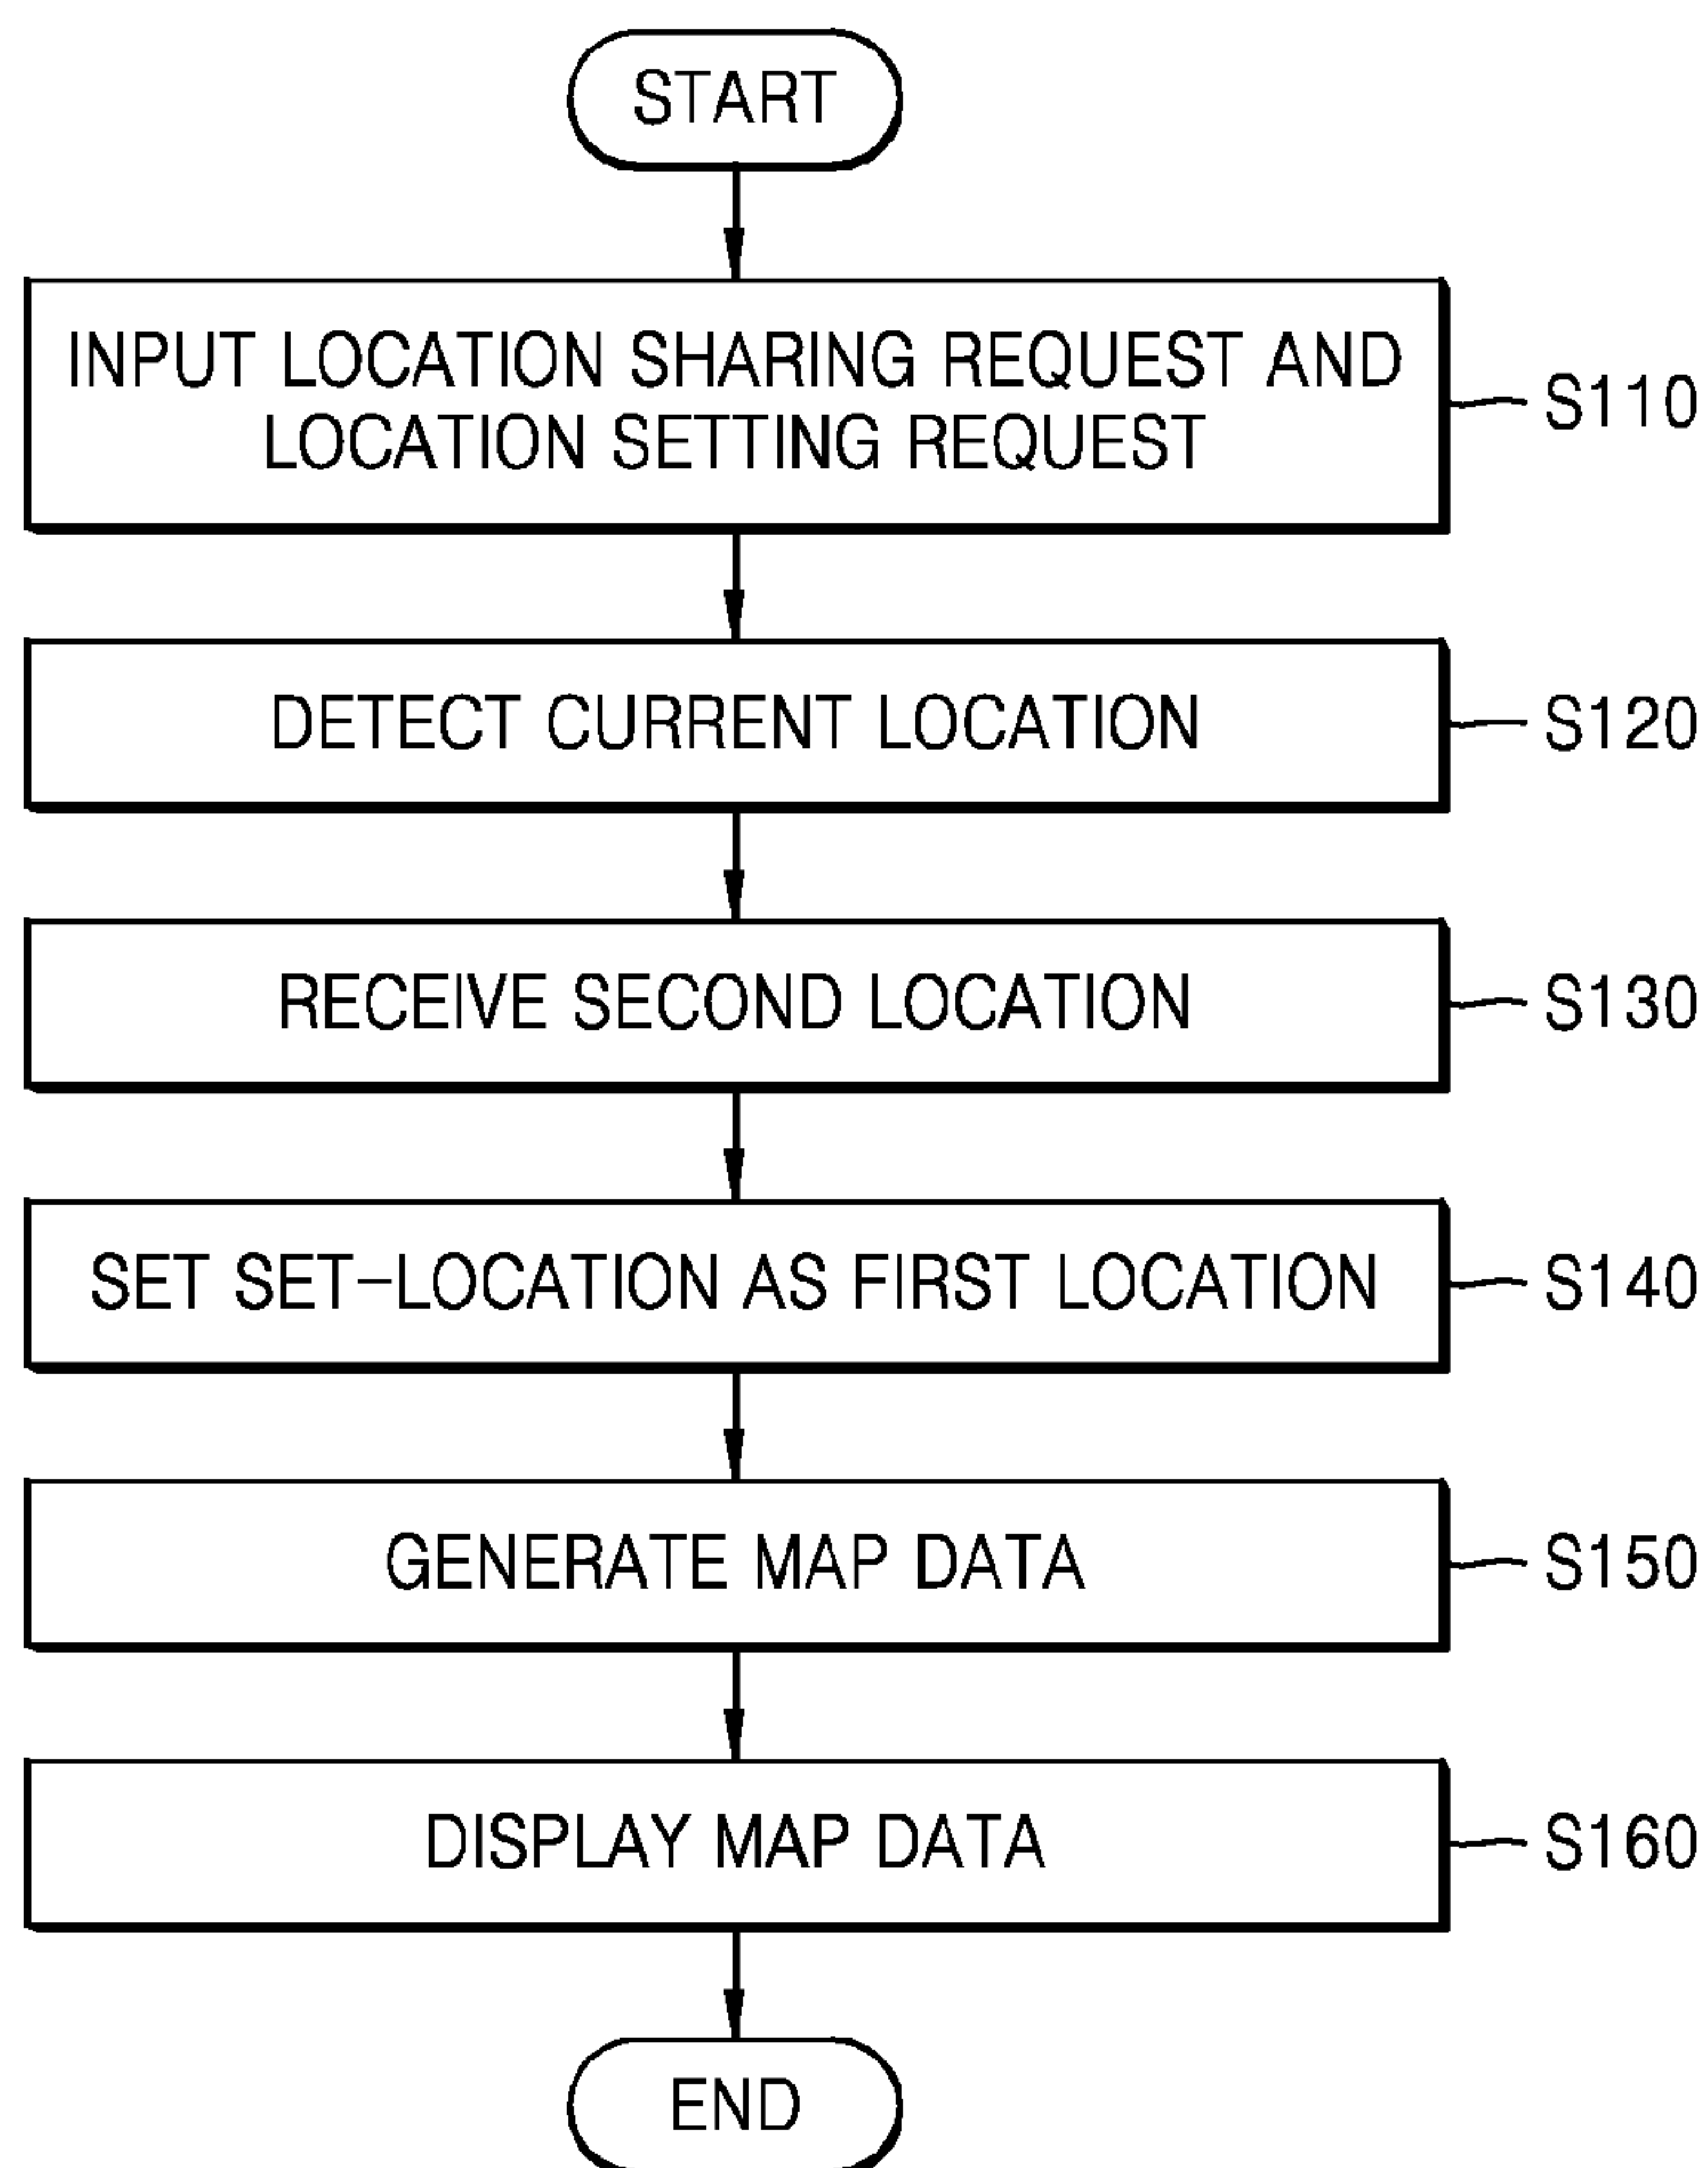 START
INPUT LOCATION SHARING REQUEST AND
LOCATION SETTING REQUEST
S110
DETECT CURRENT LOCATION
S120
RECEIVE SECOND LOCATION
S130
SET SET-LOCATION AS FIRST LOCATION
S140
GENERATE MAP DATA
S150
DISPLAY MAP DATA
S160
END